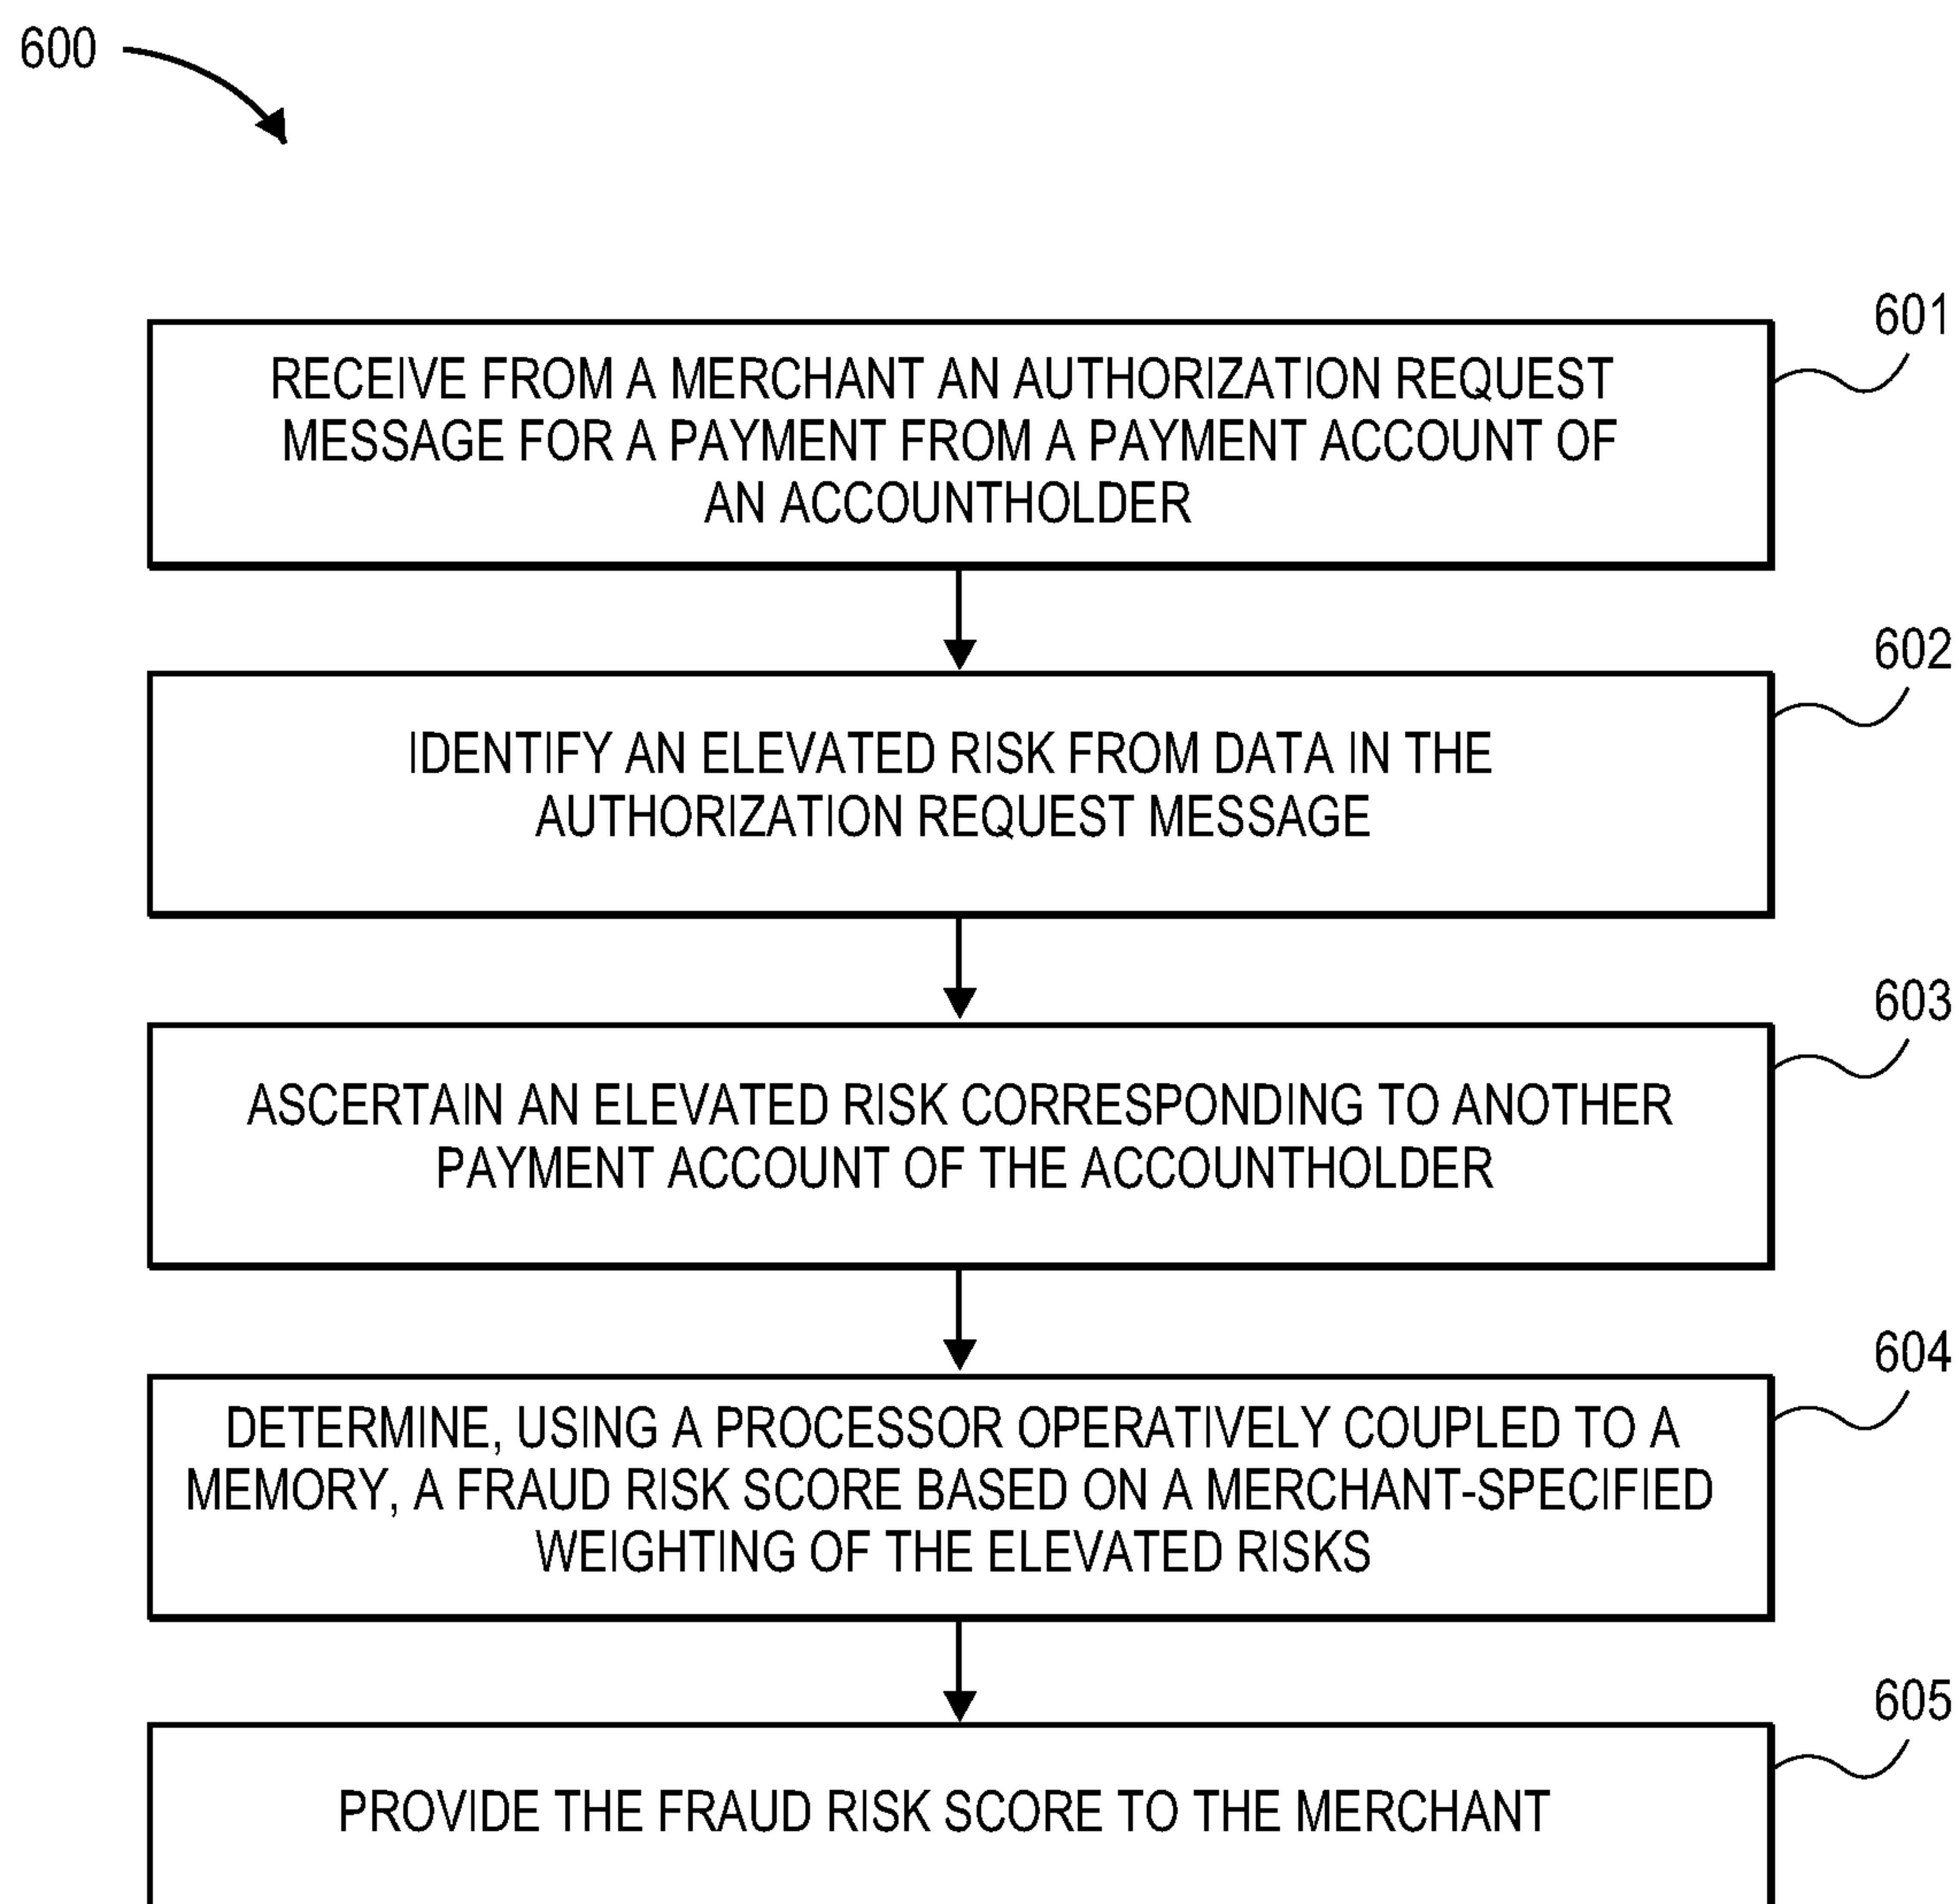 600
601
RECEIVE FROM A MERCHANT AN AUTHORIZATION REQUEST
MESSAGE FOR A PAYMENT FROM A PAYMENT ACCOUNT OF
AN ACCOUNTHOLDER
602
IDENTIFY AN ELEVATED RISK FROM DATA IN THE
AUTHORIZATION REQUEST MESSAGE
603
ASCERTAIN AN ELEVATED RISK CORRESPONDING TO ANOTHER
PAYMENT ACCOUNT OF THE ACCOUNTHOLDER
604
DETERMINE, USING A PROCESSOR OPERATIVELY COUPLED TO A
MEMORY, A FRAUD RISK SCORE BASED ON A MERCHANT-SPECIFIED
WEIGHTING OF THE ELEVATED RISKS
605
PROVIDE THE FRAUD RISK SCORE TO THE MERCHANT